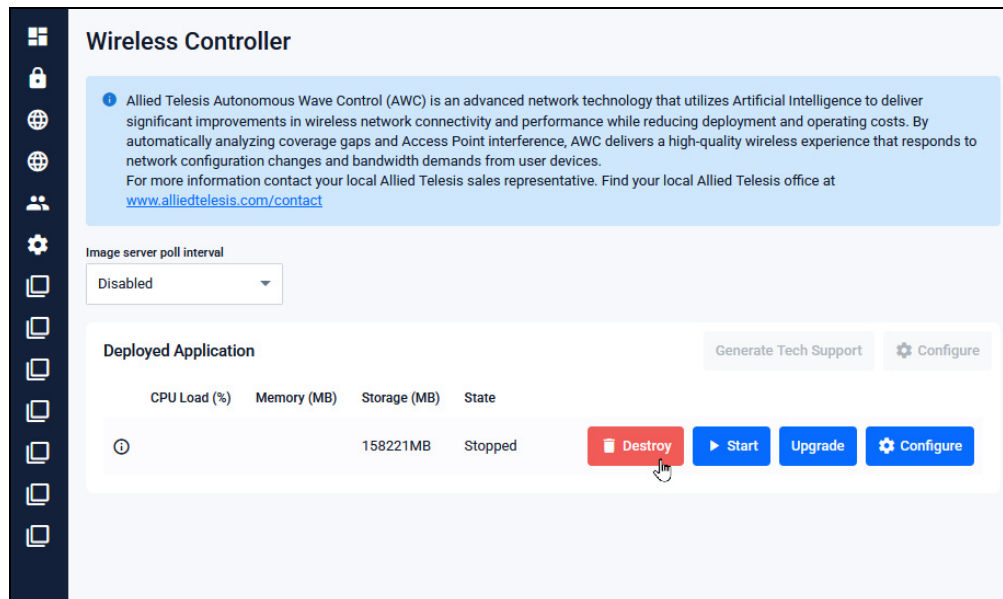 Wireless Controller
Allied Telesis Autonomous Wave Control (AWC) is an advanced network technology that utilizes Artificial Intelligence to deliver
significant improvements in wireless network connectivity and performance while reducing deployment and operating costs. By
automatically analyzing coverage gaps and Access Point interference, AWC delivers a high-quality wireless experience that responds to
network configuration changes and bandwidth demands from user devices.
For more information contact your local Allied Telesis sales representative. Find your local Allied Telesis office at
www.alliedtelesis.com/contact
Image server poll interval
Disabled
Deployed Application
Generate Tech Support
Configure
CPU Load (%) Memory (MB) Storage (MB) State
158221MB Stopped Destroy Start Upgrade Configure